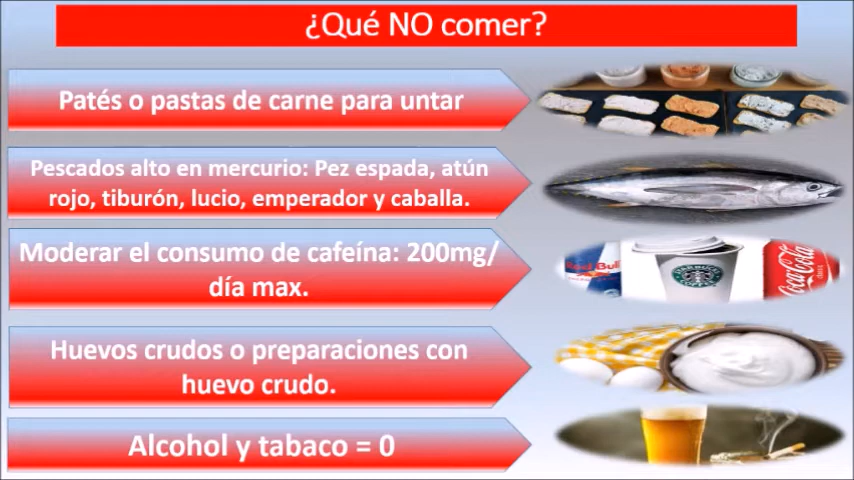 ¿Qué NO comer?
Patés o pastas de carne para untar
Pescados alto en mercurio: Pez espada, atún
rojo, tiburón, lucio, emperador y caballa.
Moderar el consumo de cafeína: 200mg/
día max.
Red Bull
STARBUCKS
COFFEE
Coca-Cola
Huevos crudos o preparaciones con
huevo crudo.
Alcohol y tabaco = 0